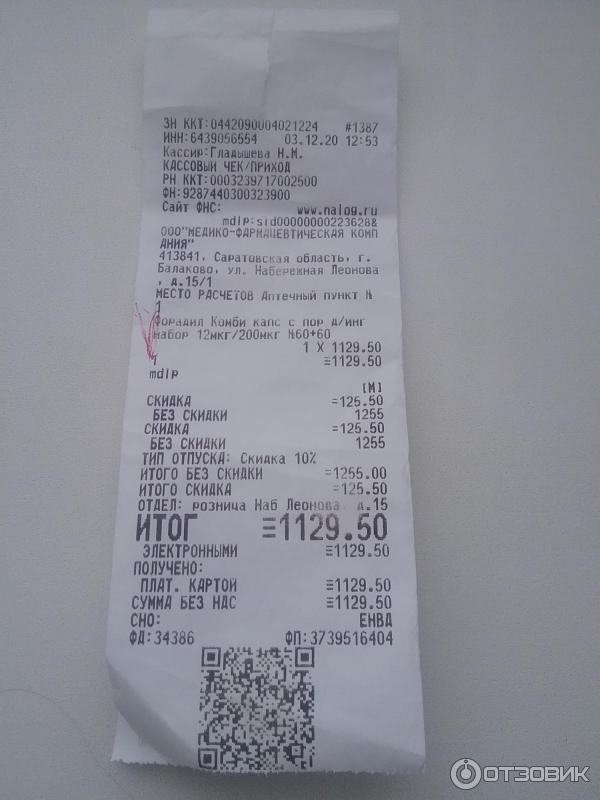 ЗН ККТ:0442090004021224 #1387
ИНН:6439056554 03.12.20 12:53
Кассир:Гладышева Н.М.
КАССОВЫЙ ЧЕК/ПРИХОД
РН ККТ:0003239717002500
ФН:9287440300323900
Сайт ФНС: www.nalog.ru
mdlp:sid00000000223628&
ООО"МЕДИКО-ФАРМАЦЕВТИЧЕСКАЯ КОМП
АНИЯ"
413841, Саратовская область, г.
Балаково, ул. Набережная Леонова
, д.15/1
МЕСТО РАСЧЕТОВ Аптечный пункт №
1
Форадил Комби капс с пор д/инг
набор 12мкг/200мкг N60+60
1 X 1129.50
1 ≡1129.50
mdlp
[M]
СКИДКА =125.50
БЕЗ СКИДКИ 1255
СКИДКА =125.50
БЕЗ СКИДКИ 1255
ТИП ОТПУСКА: Скидка 10%
ИТОГО БЕЗ СКИДКИ =1255.00
ИТОГО СКИДКА =125.50
ОТДЕЛ: розница Наб Леонова, д.15
ИТОГ ≡1129.50
ЭЛЕКТРОННЫМИ ≡1129.50
ПОЛУЧЕНО:
ПЛАТ. КАРТОЙ ≡1129.50
СУММА БЕЗ НДС ≡1129.50
СНО: ЕНВД
ФД:34386 ФП:3739516404
ОТЗОВИК